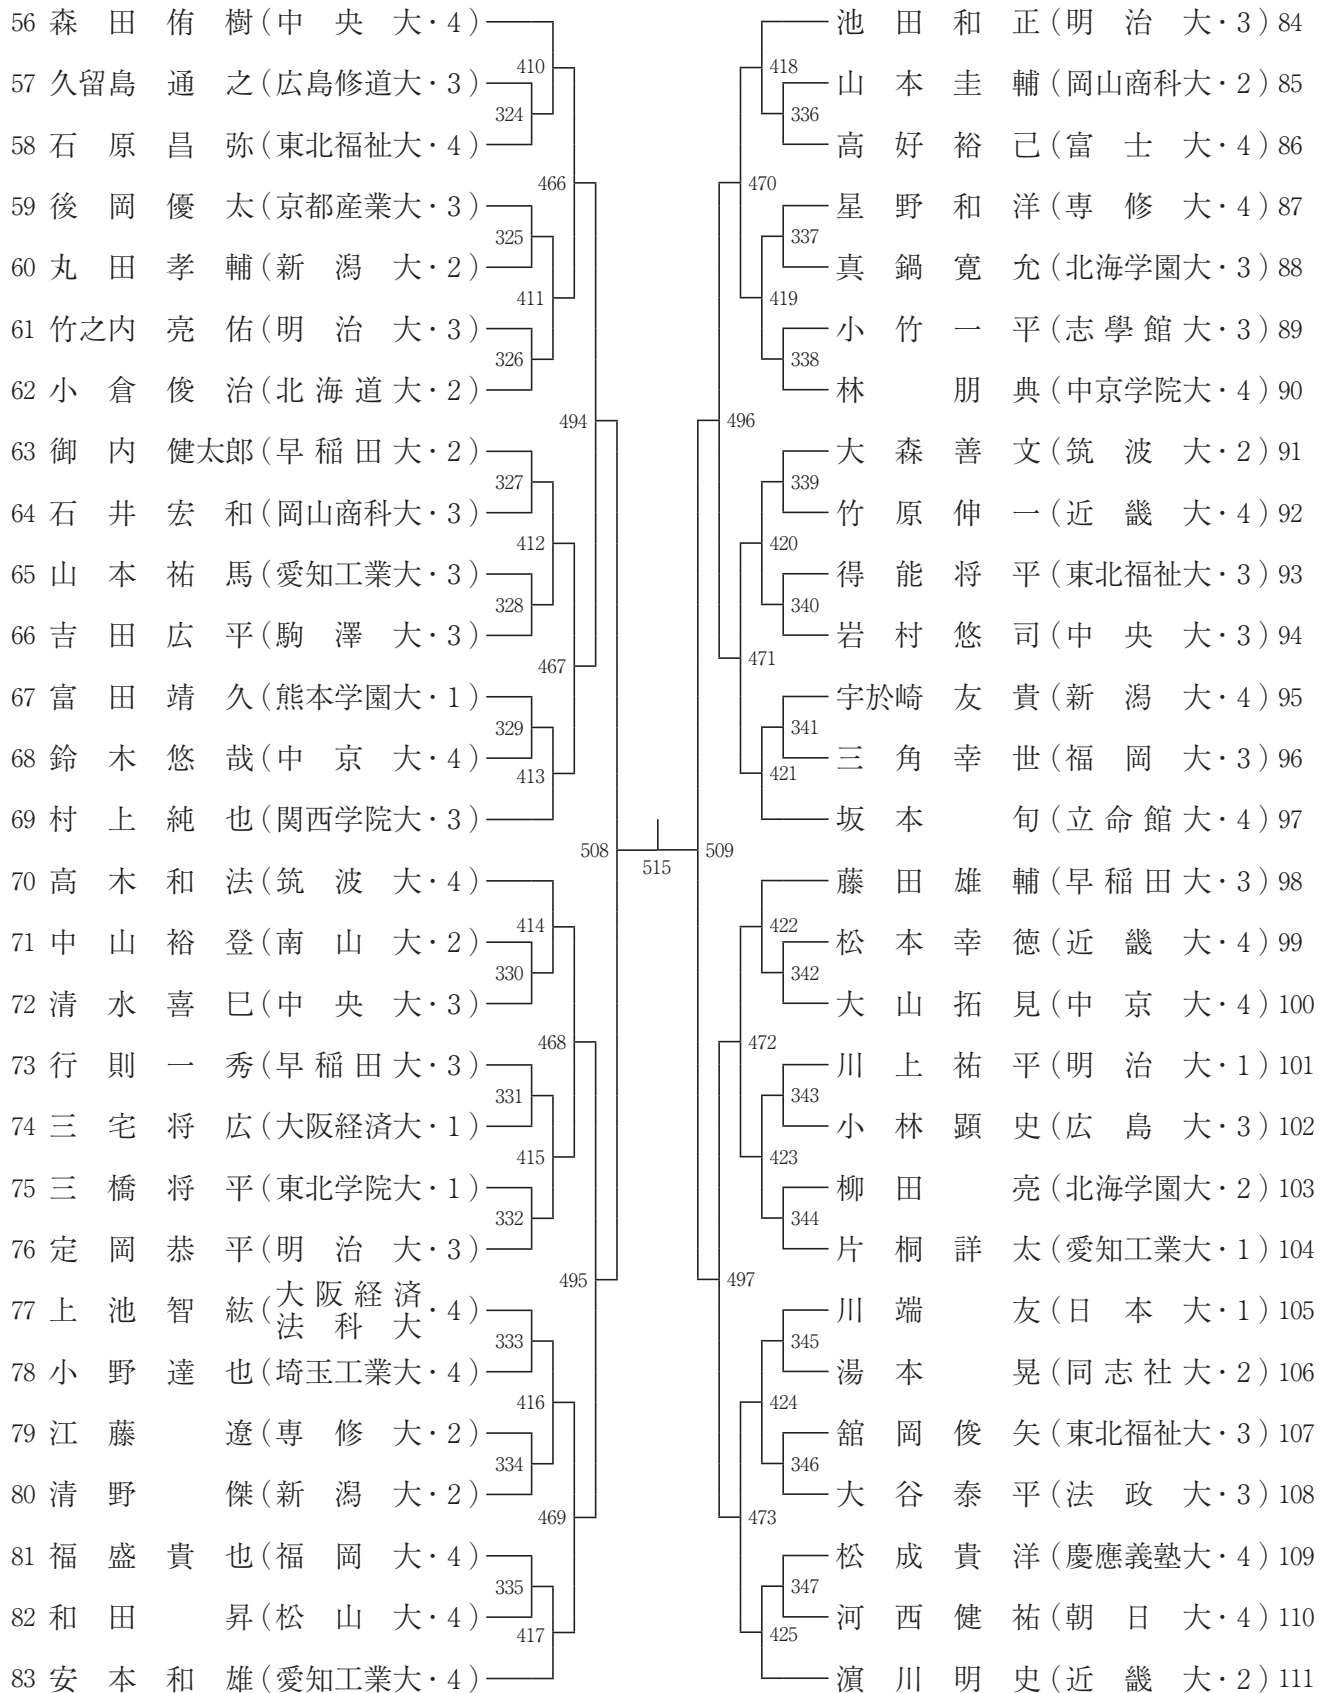 56 森田侑樹(中央大・4)
410
57 久留島通之(広島修道大・3)
324
58 石原昌弥(東北福祉大・4)
466
59 後岡優太(京都産業大・3)
325
60 丸田孝輔(新潟大・2)
411
61 竹之内亮佑(明治大・3)
326
62 小倉俊治(北海道大・2)
494
63 御内健太郎(早稲田大・2)
327
64 石井宏和(岡山商科大・3)
412
65 山本祐馬(愛知工業大・3)
328
66 吉田広平(駒澤大・3)
467
67 富田靖久(熊本学園大・1)
329
68 鈴木悠哉(中京大・4)
413
69 村上純也(関西学院大・3)
508
70 高木和法(筑波大・4)
414
71 中山裕登(南山大・2)
330
72 清水喜巳(中央大・3)
468
73 行則一秀(早稲田大・3)
331
74 三宅将広(大阪経済大・1)
415
75 三橋将平(東北学院大・1)
332
76 定岡恭平(明治大・3)
495
77 上池智紘(大阪経済法科大・4)
333
78 小野達也(埼玉工業大・4)
416
79 江藤遼(専修大・2)
334
80 清野傑(新潟大・2)
469
81 福盛貴也(福岡大・4)
335
82 和田昇(松山大・4)
417
83 安本和雄(愛知工業大・4)
515
池田和正(明治大・3)84
418
山本圭輔(岡山商科大・2)85
336
高好裕己(富士大・4)86
470
星野和洋(専修大・4)87
337
真鍋寛允(北海学園大・3)88
419
小竹一平(志學館大・3)89
338
林朋典(中京学院大・4)90
496
大森善文(筑波大・2)91
339
竹原伸一(近畿大・4)92
420
得能将平(東北福祉大・3)93
340
岩村悠司(中央大・3)94
471
宇於崎友貴(新潟大・4)95
341
三角幸世(福岡大・3)96
421
坂本旬(立命館大・4)97
509
藤田雄輔(早稲田大・3)98
422
松本幸徳(近畿大・4)99
342
大山拓見(中京大・4)100
472
川上祐平(明治大・1)101
343
小林顕史(広島大・3)102
423
柳田亮(北海学園大・2)103
344
片桐詳太(愛知工業大・1)104
497
川端友(日本大・1)105
345
湯本晃(同志社大・2)106
424
舘岡俊矢(東北福祉大・3)107
346
大谷泰平(法政大・3)108
473
松成貴洋(慶應義塾大・4)109
347
河西健祐(朝日大・4)110
425
濵川明史(近畿大・2)111